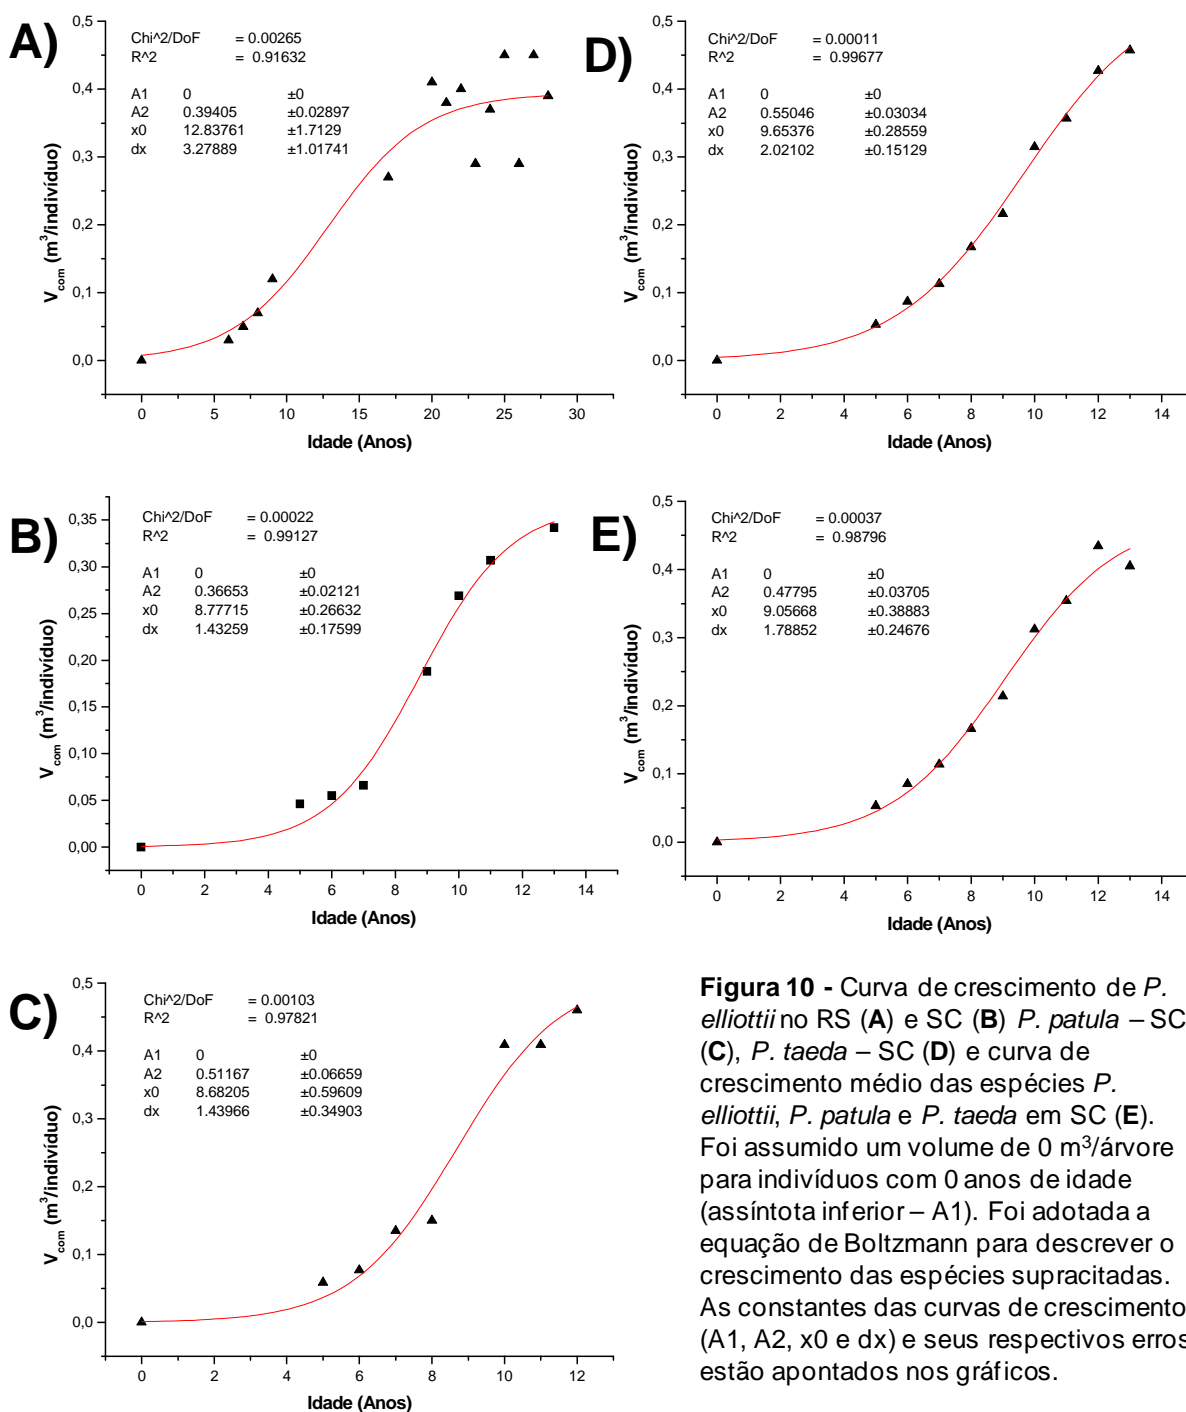 A)
Chi^2/DoF = 0.00265
R^2 = 0.91632
A1 0 ±0
A2 0.39405 ±0.02897
x0 12.83761 ±1.7129
dx 3.27889 ±1.01741
0,5
0,4
0,3
0,2
0,1
0,0
V com (m³/indivíduo)
0 5 10 15 20 25 30
Idade (Anos)
D)
Chi^2/DoF = 0.00011
R^2 = 0.99677
A1 0 ±0
A2 0.55046 ±0.03034
x0 9.65376 ±0.28559
dx 2.02102 ±0.15129
0,5
0,4
0,3
0,2
0,1
0,0
V com (m³/indivíduo)
0 2 4 6 8 10 12 14
Idade (Anos)
B)
Chi^2/DoF = 0.00022
R^2 = 0.99127
A1 0 ±0
A2 0.36653 ±0.02121
x0 8.77715 ±0.26632
dx 1.43259 ±0.17599
0,35
0,30
0,25
0,20
0,15
0,10
0,05
0,00
V com (m³/indivíduo)
0 2 4 6 8 10 12 14
Idade (Anos)
E)
Chi^2/DoF = 0.00037
R^2 = 0.98796
A1 0 ±0
A2 0.47795 ±0.03705
x0 9.05668 ±0.38883
dx 1.78852 ±0.24676
0,5
0,4
0,3
0,2
0,1
0,0
V com (m³/indivíduo)
0 2 4 6 8 10 12 14
Idade (Anos)
C)
Chi^2/DoF = 0.00103
R^2 = 0.97821
A1 0 ±0
A2 0.51167 ±0.06659
x0 8.68205 ±0.59609
dx 1.43966 ±0.34903
0,5
0,4
0,3
0,2
0,1
0,0
V com (m³/indivíduo)
0 2 4 6 8 10 12
Idade (Anos)
Figura 10 - Curva de crescimento de P.
elliottii no RS (A) e SC (B) P. patula – SC
(C), P. taeda – SC (D) e curva de
crescimento médio das espécies P.
elliottii, P. patula e P. taeda em SC (E).
Foi assumido um volume de 0 m³/árvore
para indivíduos com 0 anos de idade
(assíntota inferior – A1). Foi adotada a
equação de Boltzmann para descrever o
crescimento das espécies supracitadas.
As constantes das curvas de crescimento
(A1, A2, x0 e dx) e seus respectivos erros
estão apontados nos gráficos.